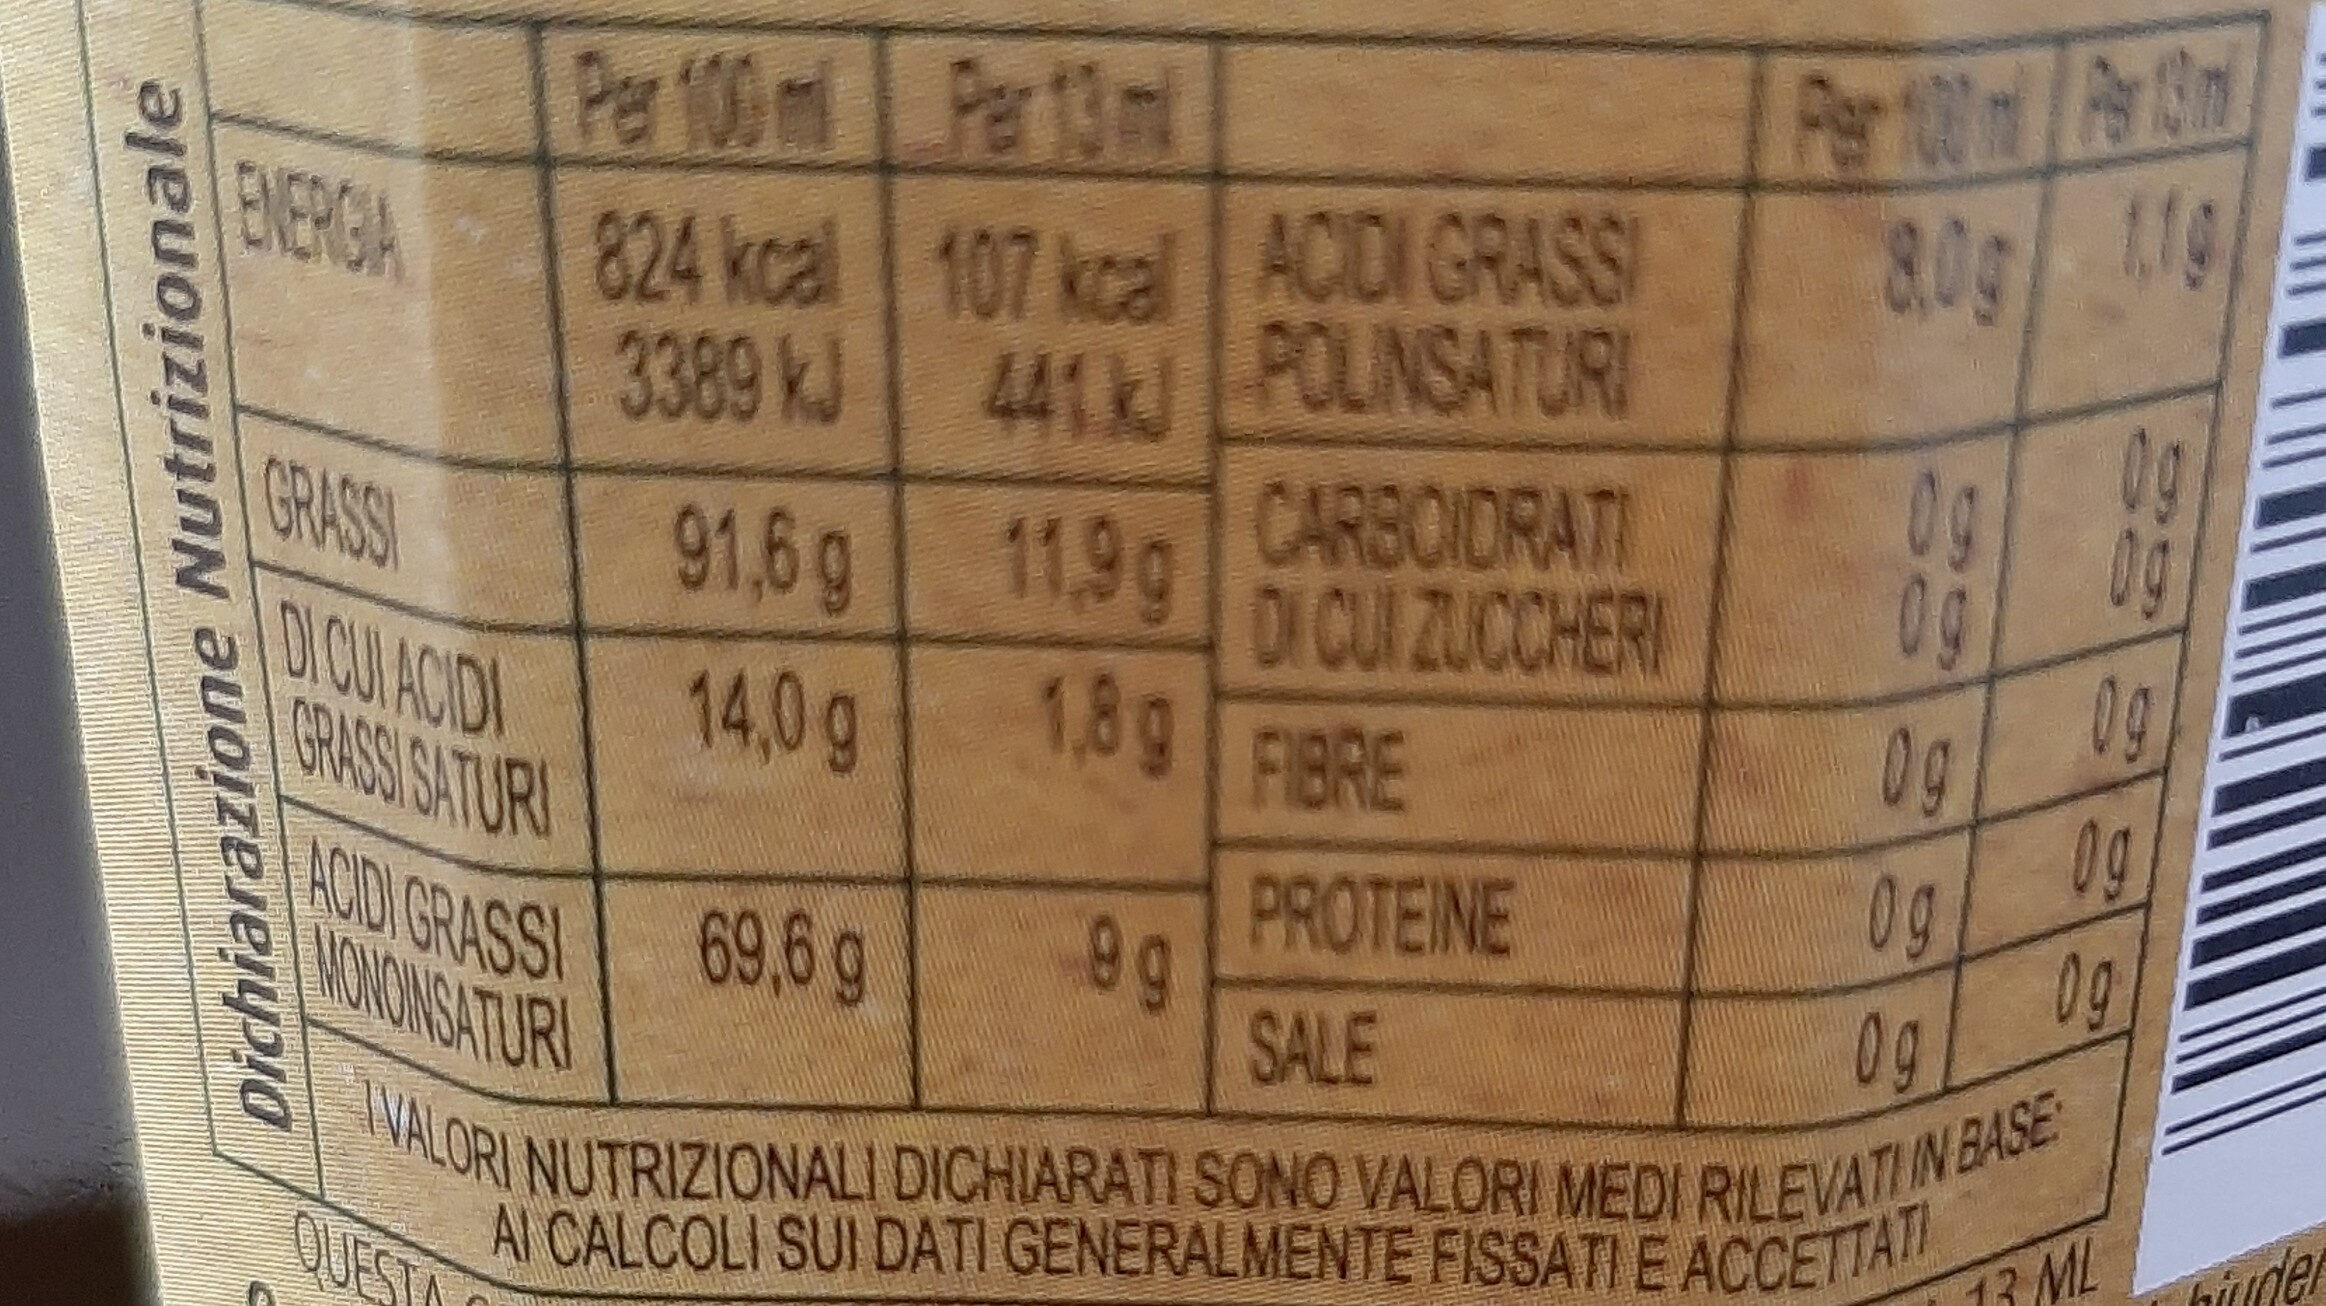 Dichiarazione Nutrizionale
Per 100 ml Per 13 ml
ENERGIA 824 kcal 107 kcal
3389 kJ 441 kJ
GRASSI 91,6 g 11,9 g
DI CUI ACIDI 14,0 g 1,8 g
GRASSI SATURI
ACIDI GRASSI 69,6 g 9 g
MONOINSATURI
Per 100 ml Per 13 ml
ACIDI GRASSI 8,0 g 1,1 g
POLINSATURI
CARBOIDRATI 0 g 0 g
DI CUI ZUCCHERI 0 g 0 g
FIBRE 0 g 0 g
PROTEINE 0 g 0 g
SALE 0 g 0 g
I VALORI NUTRIZIONALI DICHIARATI SONO VALORI MEDI RILEVATI IN BASE:
AI CALCOLI SUI DATI GENERALMENTE FISSATI E ACCETTATI
QUESTA 13 ML